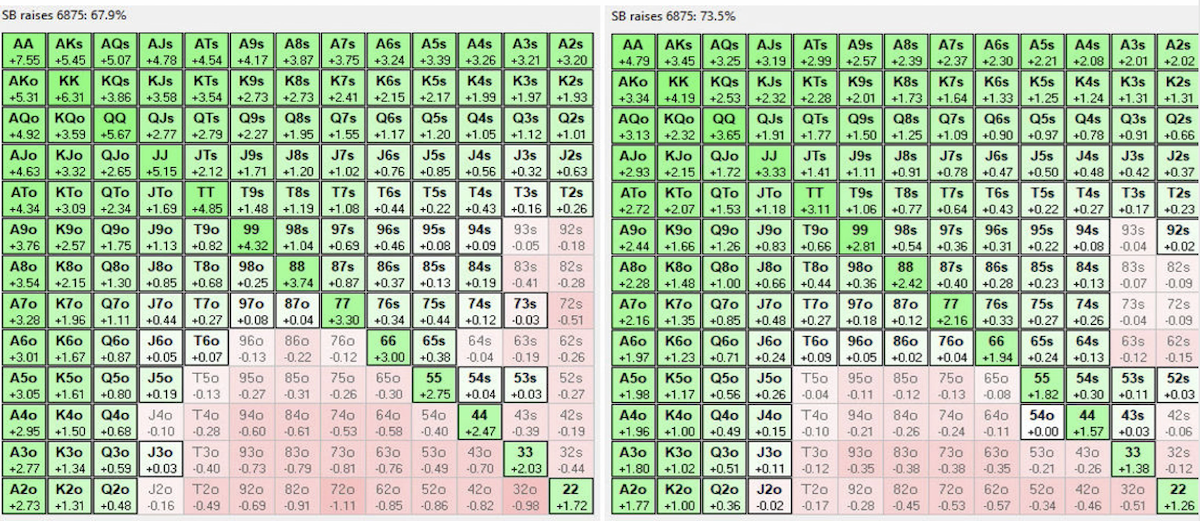 SB raises 6875: 67.9%
AA AKs AQs AJs ATs A9s A8s A7s A6s A5s A4s A3s A2s
+7.55 +5.45 +5.07 +4.78 +4.54 +4.17 +3.87 +3.75 +3.24 +3.39 +3.26 +3.21 +3.20
AKo KK KQs KJs KTs K9s K8s K7s K6s K5s K4s K3s K2s
+5.31 +6.31 +3.86 +3.58 +3.54 +2.73 +2.73 +2.41 +2.15 +2.17 +1.99 +1.97 +1.93
AQo KQo QQ QJs QTs Q9s Q8s Q7s Q6s Q5s Q4s Q3s Q2s
+4.92 +3.59 +5.67 +2.77 +2.79 +2.27 +1.95 +1.55 +1.17 +1.20 +1.05 +1.12 +1.01
AJo KJo QJo JJ JTs J9s J8s J7s J6s J5s J4s J3s J2s
+4.63 +3.32 +2.65 +5.15 +2.12 +1.71 +1.20 +1.02 +0.76 +0.85 +0.56 +0.32 +0.63
ATo KTo QTo JTo TT T9s T8s T7s T6s T5s T4s T3s T2s
+4.34 +3.09 +2.34 +1.69 +4.85 +1.48 +1.19 +1.08 +0.44 +0.22 +0.43 +0.16 +0.26
A9o K9o Q9o J9o T9o 99 98s 97s 96s 95s 94s 93s 92s
+3.76 +2.57 +1.75 +1.13 +0.82 +4.32 +1.04 +0.69 +0.46 +0.08 +0.09 -0.05 -0.18
A8o K8o Q8o J8o T8o 98o 88 87s 86s 85s 84s 83s 82s
+3.54 +2.15 +1.30 +0.85 +0.68 +0.25 +3.74 +0.87 +0.37 +0.13 +0.19 -0.41 -0.28
A7o K7o Q7o J7o T7o 97o 87o 77 76s 75s 74s 73s 72s
+3.28 +1.96 +1.11 +0.44 +0.27 +0.08 +0.04 +3.30 +0.34 +0.44 +0.12 -0.03 -0.51
A6o K6o Q6o J6o T6o 96o 86o 76o 66 65s 64s 63s 62s
+3.01 +1.67 +0.87 +0.05 +0.07 -0.13 -0.22 -0.12 +3.00 +0.38 -0.04 -0.19 -0.26
A5o K5o Q5o J5o T5o 95o 85o 75o 65o 55 54s 53s 52s
+3.05 +1.61 +0.80 +0.19 -0.13 -0.27 -0.31 -0.26 -0.30 +2.75 +0.04 +0.03 -0.27
A4o K4o Q4o J4o T4o 94o 84o 74o 64o 54o 44 43s 42s
+2.95 +1.50 +0.68 -0.10 -0.28 -0.60 -0.61 -0.53 -0.58 -0.40 +2.47 -0.39 -0.19
A3o K3o Q3o J3o T3o 93o 83o 73o 63o 53o 43o 33 32s
+2.77 +1.34 +0.59 +0.03 -0.40 -0.73 -0.79 -0.81 -0.76 -0.49 -0.70 +2.03 -0.44
A2o K2o Q2o J2o T2o 92o 82o 72o 62o 52o 42o 32o 22
+2.73 +1.31 +0.48 -0.16 -0.49 -0.69 -0.91 -1.11 -0.85 -0.86 -0.82 -0.98 +1.72
SB raises 6875: 73.5%
AA AKs AQs AJs ATs A9s A8s A7s A6s A5s A4s A3s A2s
+4.79 +3.45 +3.25 +3.19 +2.99 +2.57 +2.39 +2.37 +2.30 +2.21 +2.08 +2.01 +2.02
AKo KK KQs KJs KTs K9s K8s K7s K6s K5s K4s K3s K2s
+3.34 +4.19 +2.53 +2.32 +2.28 +2.01 +1.73 +1.64 +1.33 +1.25 +1.24 +1.31 +1.31
AQo KQo QQ QJs QTs Q9s Q8s Q7s Q6s Q5s Q4s Q3s Q2s
+3.13 +2.32 +3.65 +1.91 +1.77 +1.50 +1.25 +1.09 +0.90 +0.97 +0.78 +0.91 +0.66
AJo KJo QJo JJ JTs J9s J8s J7s J6s J5s J4s J3s J2s
+2.93 +2.15 +1.72 +3.33 +1.41 +1.11 +0.91 +0.78 +0.47 +0.50 +0.48 +0.42 +0.37
ATo KTo QTo JTo TT T9s T8s T7s T6s T5s T4s T3s T2s
+2.72 +2.07 +1.53 +1.18 +3.11 +1.06 +0.77 +0.64 +0.43 +0.22 +0.27 +0.17 +0.23
A9o K9o Q9o J9o T9o 99 98s 97s 96s 95s 94s 93s 92s
+2.44 +1.66 +1.26 +0.83 +0.66 +2.81 +0.54 +0.36 +0.31 +0.22 +0.08 -0.04 +0.02
A8o K8o Q8o J8o T8o 98o 88 87s 86s 85s 84s 83s 82s
+2.28 +1.48 +1.00 +0.66 +0.44 +0.36 +2.42 +0.40 +0.28 +0.23 +0.13 -0.07 -0.09
A7o K7o Q7o J7o T7o 97o 87o 77 76s 75s 74s 73s 72s
+2.16 +1.35 +0.85 +0.48 +0.27 +0.18 +0.12 +2.16 +0.33 +0.27 +0.26 -0.04 -0.09
A6o K6o Q6o J6o T6o 96o 86o 76o 66 65s 64s 63s 62s
+1.97 +1.23 +0.71 +0.24 +0.09 +0.06 +0.02 +0.04 +1.94 +0.24 +0.13 -0.12 -0.15
A5o K5o Q5o J5o T5o 95o 85o 75o 65o 55 54s 53s 52s
+1.98 +1.17 +0.56 +0.26 -0.04 -0.11 -0.12 -0.13 -0.08 +1.82 +0.30 +0.11 +0.03
A4o K4o Q4o J4o T4o 94o 84o 74o 64o 54o 44 43s 42s
+1.96 +1.00 +0.49 +0.15 -0.10 -0.21 -0.26 -0.24 -0.11 +0.00 +1.57 +0.03 -0.06
A3o K3o Q3o J3o T3o 93o 83o 73o 63o 53o 43o 33 32s
+1.80 +1.02 +0.51 +0.11 -0.12 -0.35 -0.38 -0.38 -0.35 -0.21 -0.26 +1.38 -0.12
A2o K2o Q2o J2o T2o 92o 82o 72o 62o 52o 42o 32o 22
+1.77 +1.00 +0.36 -0.02 -0.17 -0.28 -0.45 -0.53 -0.57 -0.34 -0.46 -0.51 +1.26